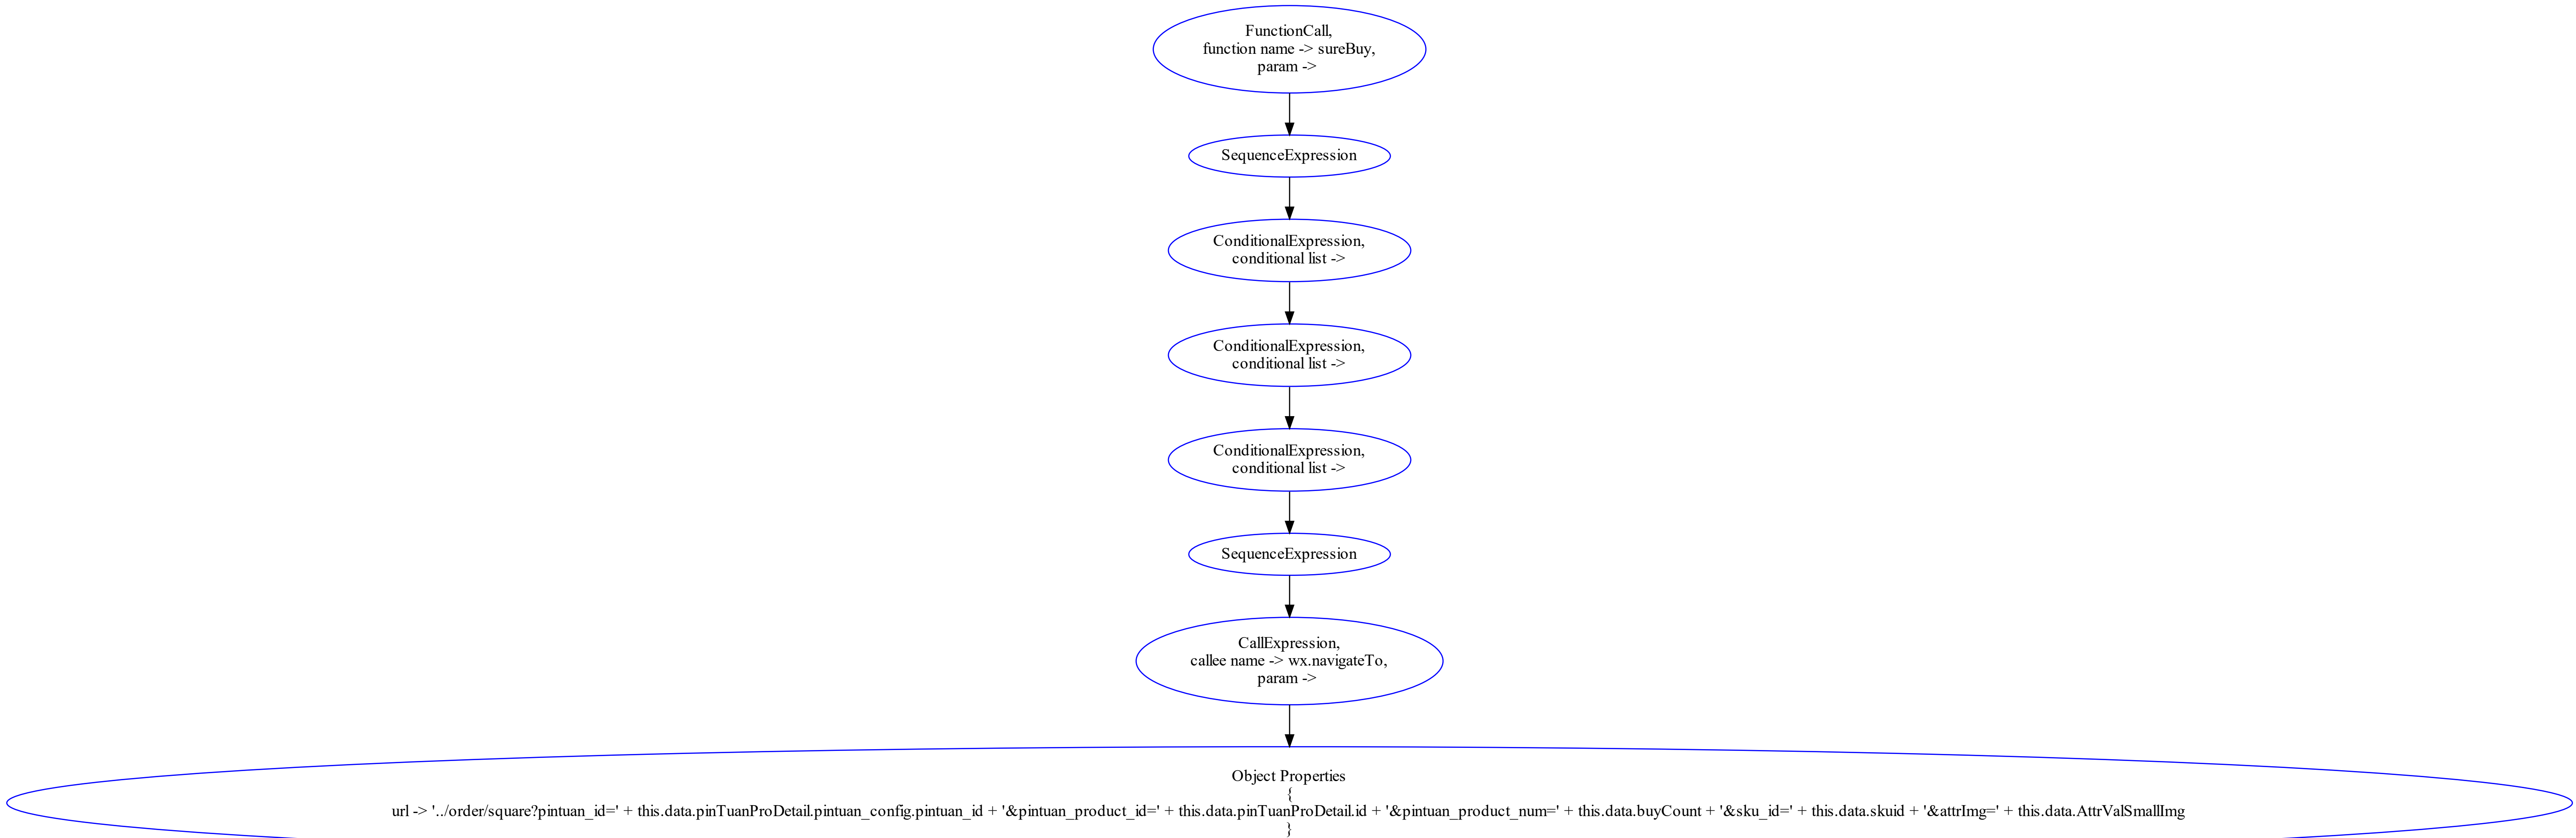 FunctionCall,
function name -> sureBuy,
param ->
SequenceExpression
ConditionalExpression,
conditional list ->
ConditionalExpression,
conditional list ->
ConditionalExpression,
conditional list ->
SequenceExpression
CallExpression,
callee name -> wx.navigateTo,
param ->
Object Properties
{
url -> '../order/square?pintuan_id=' + this.data.pinTuanProDetail.pintuan_config.pintuan_id + '&pintuan_product_id=' + this.data.pinTuanProDetail.id + '&pintuan_product_num=' + this.data.buyCount + '&sku_id=' + this.data.skuid + '&attrImg=' + this.data.AttrValSmallImg
}